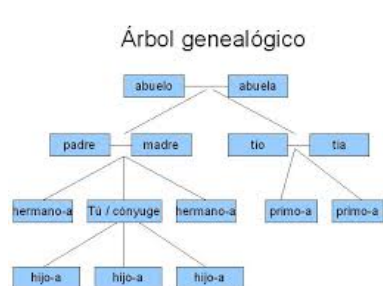 Árbol genealógico
abuelo abuela
padre madre tio tia
hermano-a Tú / cónyuge hermano-a primo-a primo-a
hijo-a hijo-a hijo-a